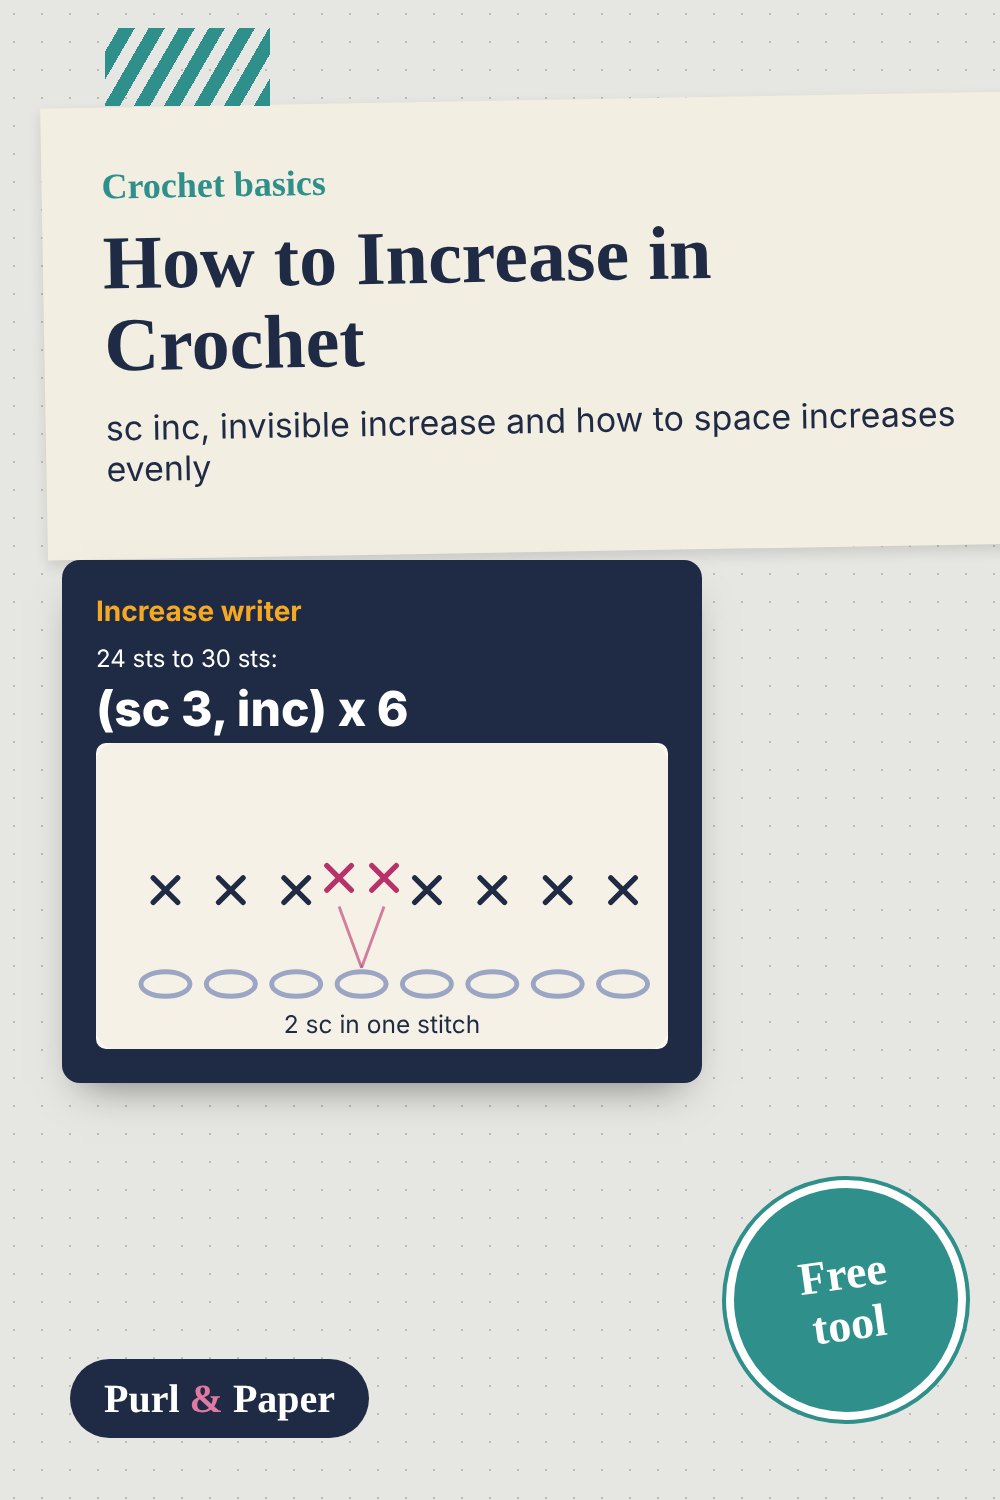 Crochet basics
How to Increase in
Crochet
sc inc, invisible increase and how to space increases
evenly
Increase writer
24 sts to 30 sts:
(sc 3, inc) x 6
2 sc in one stitch
Free
tool
Purl & Paper